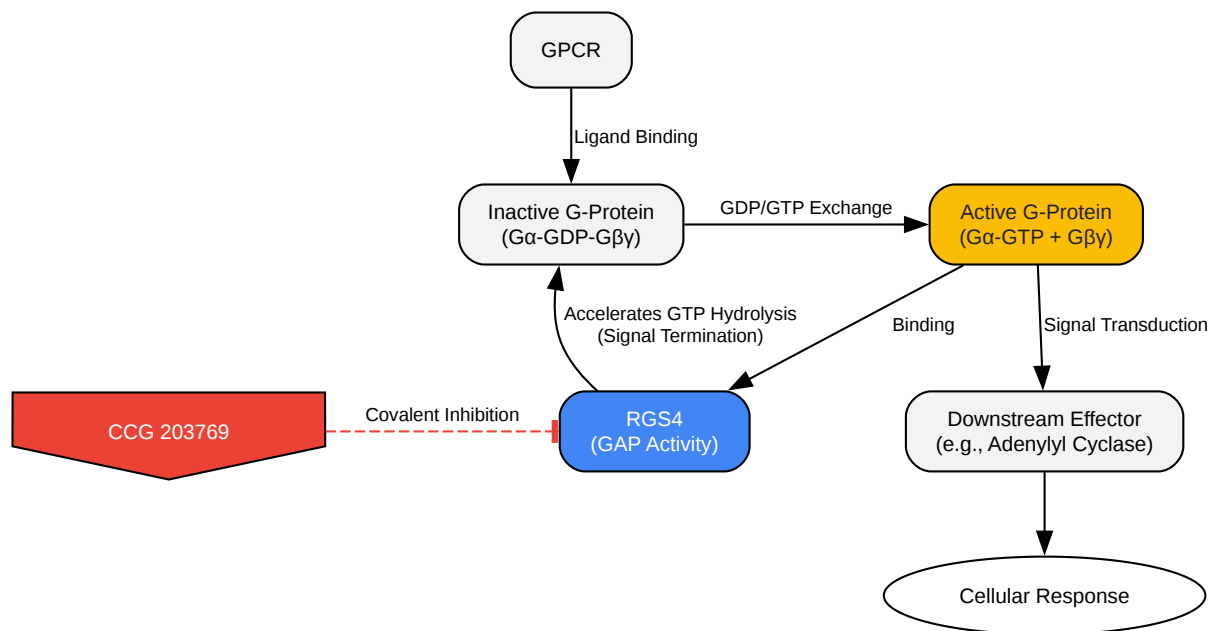 GPCR
Ligand Binding
Inactive G-Protein
(Gα-GDP-Gβγ)
GDP/GTP Exchange
Active G-Protein
(Gα-GTP + Gβγ)
Accelerates GTP Hydrolysis
(Signal Termination)
Binding
Signal Transduction
CCG 203769
Covalent Inhibition
RGS4
(GAP Activity)
Downstream Effector
(e.g., Adenylyl Cyclase)
Cellular Response